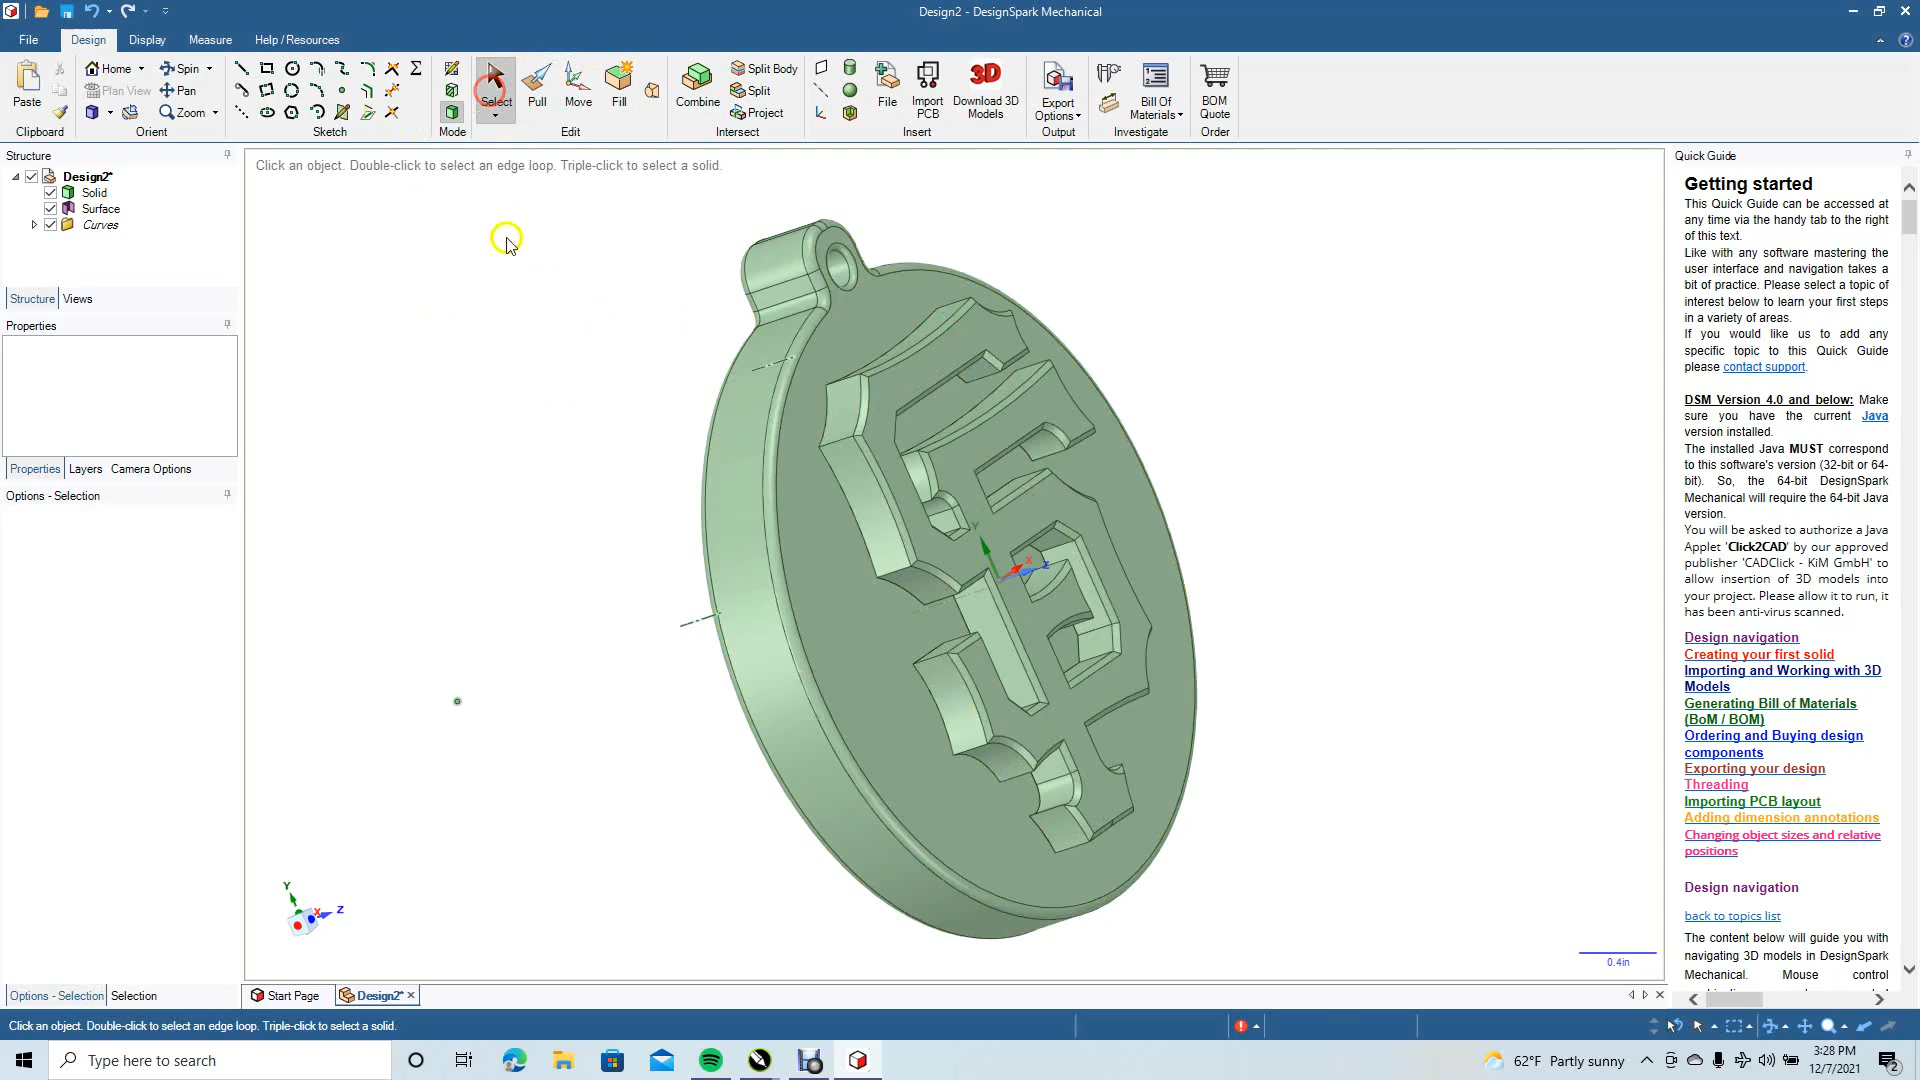 Design2 - DesignSpark Mechanical
File Design Display Measure Help / Resources
Paste
Clipboard
Home
Plan View
Spin
Pan
Zoom
Orient
Sketch
Mode
Select
Pull
Move
Fill
Edit
Combine
Split Body
Split
Project
Intersect
File
Import PCB
Download 3D Models
Insert
Export Options
Output
Bill Of Materials
Investigate
BOM Quote
Order
Structure
Design2*
Solid
Surface
Curves
Structure Views
Properties
Properties Layers Camera Options
Options - Selection
Options - Selection Selection
Click an object. Double-click to select an edge loop. Triple-click to select a solid.
Y
X
Z
Y
X
Z
0.4in
Start Page Design2*
Quick Guide
Getting started
This Quick Guide can be accessed at
any time via the handy tab to the right
of this text.
Like with any software mastering the
user interface and navigation takes a
bit of practice. Please select a topic of
interest below to learn your first steps
in a variety of areas.
If you would like us to add any
specific topic to this Quick Guide
please contact support.
DSM Version 4.0 and below: Make
sure you have the current Java
version installed.
The installed Java MUST correspond
to this software's version (32-bit or 64-
bit). So, the 64-bit DesignSpark
Mechanical will require the 64-bit Java
version.
You will be asked to authorize a Java
Applet 'Click2CAD' by our approved
publisher 'CADClick - KiM GmbH' to
allow insertion of 3D models into
your project. Please allow it to run, it
has been anti-virus scanned.
Design navigation
Creating your first solid
Importing and Working with 3D
Models
Generating Bill of Materials
(BoM / BOM)
Ordering and Buying design
components
Exporting your design
Threading
Importing PCB layout
Adding dimension annotations
Changing object sizes and relative
positions
Design navigation
back to topics list
The content below will guide you with
navigating 3D models in DesignSpark
Mechanical. Mouse control
Click an object. Double-click to select an edge loop. Triple-click to select a solid.
Type here to search
62°F Partly sunny
3:28 PM
12/7/2021
2